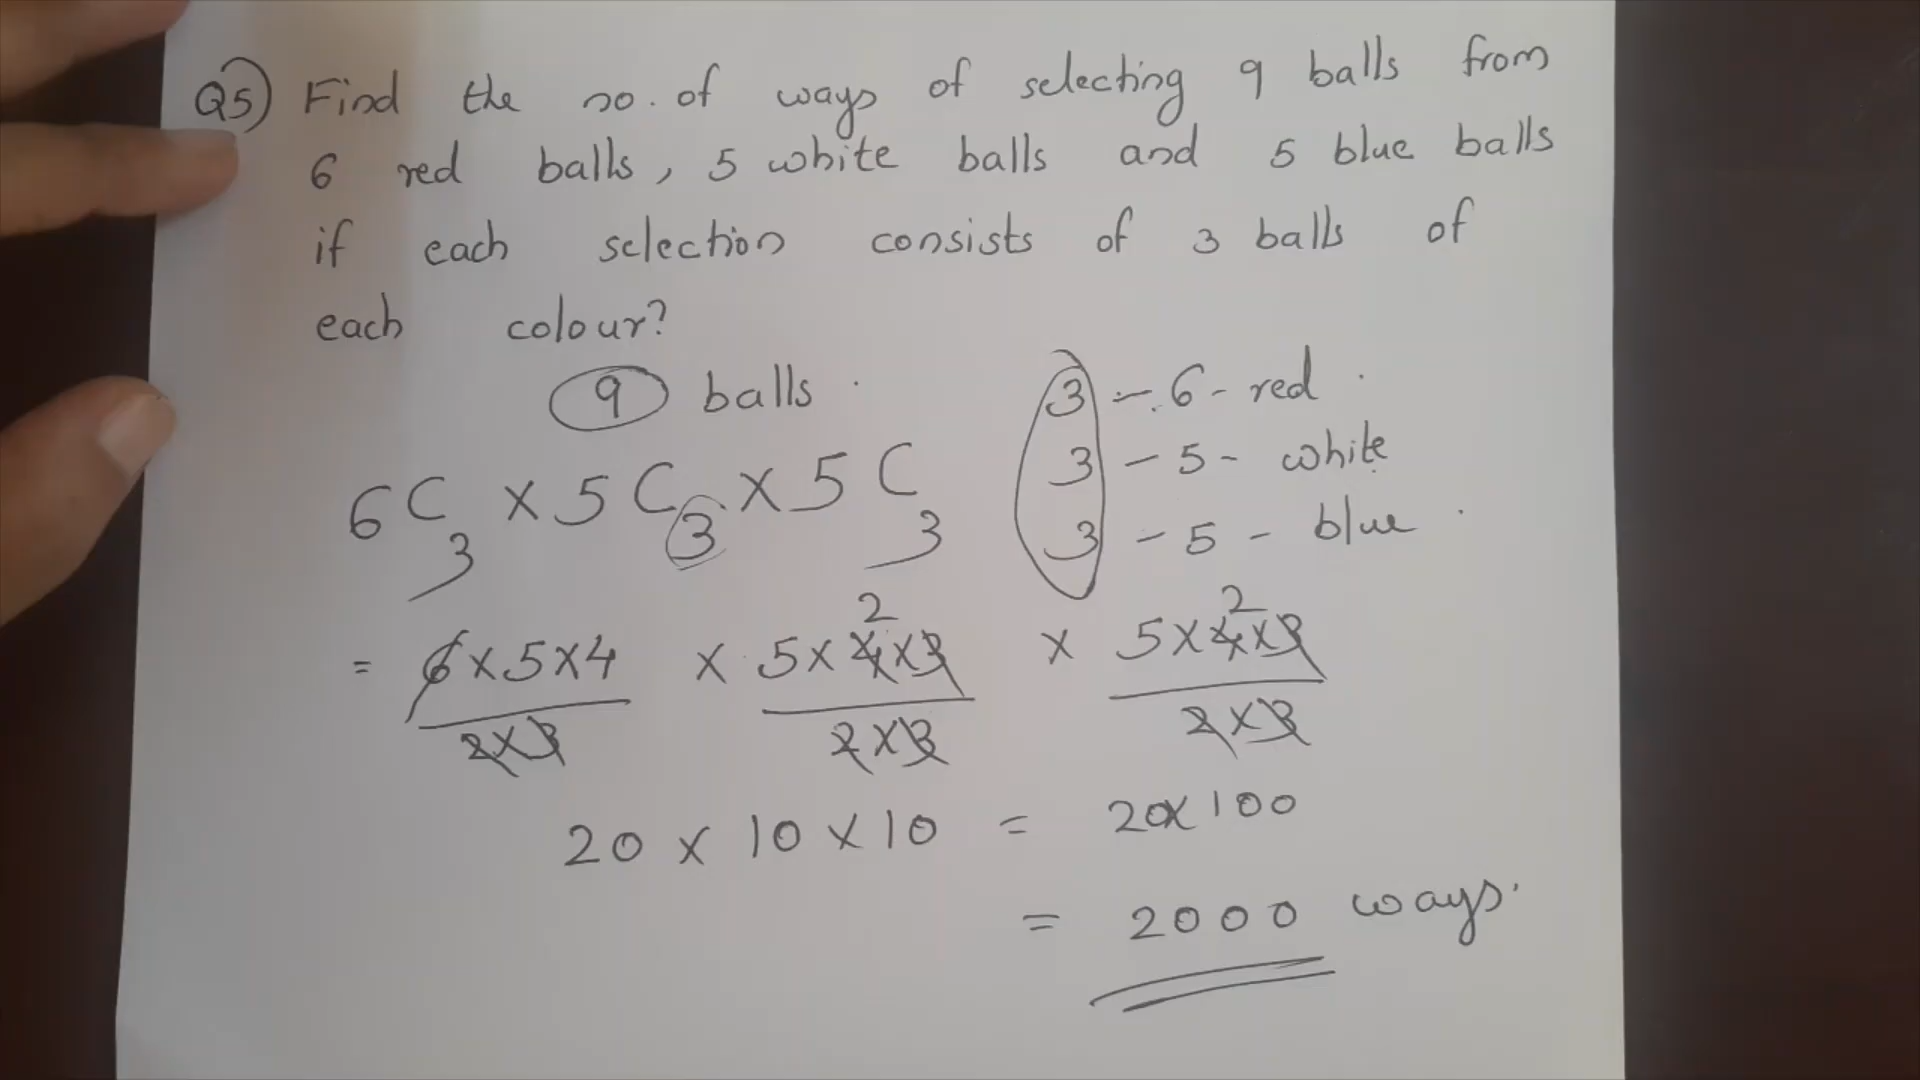 Q5) Find the no. of ways of selecting 9 balls from
6 red balls, 5 white balls and 5 blue balls
if each selection consists of 3 balls of
each colour?
9 balls.
3 - 6 - red.
3 - 5 - white
3 - 5 - blue.
6C3 x 5C3 x 5C3
= 6x5x4 / 2x3 x 5x4x3 / 2x3 x 5x4x3 / 2x3
2 2
20 x 10 x 10 = 20x100
= 2000 ways.